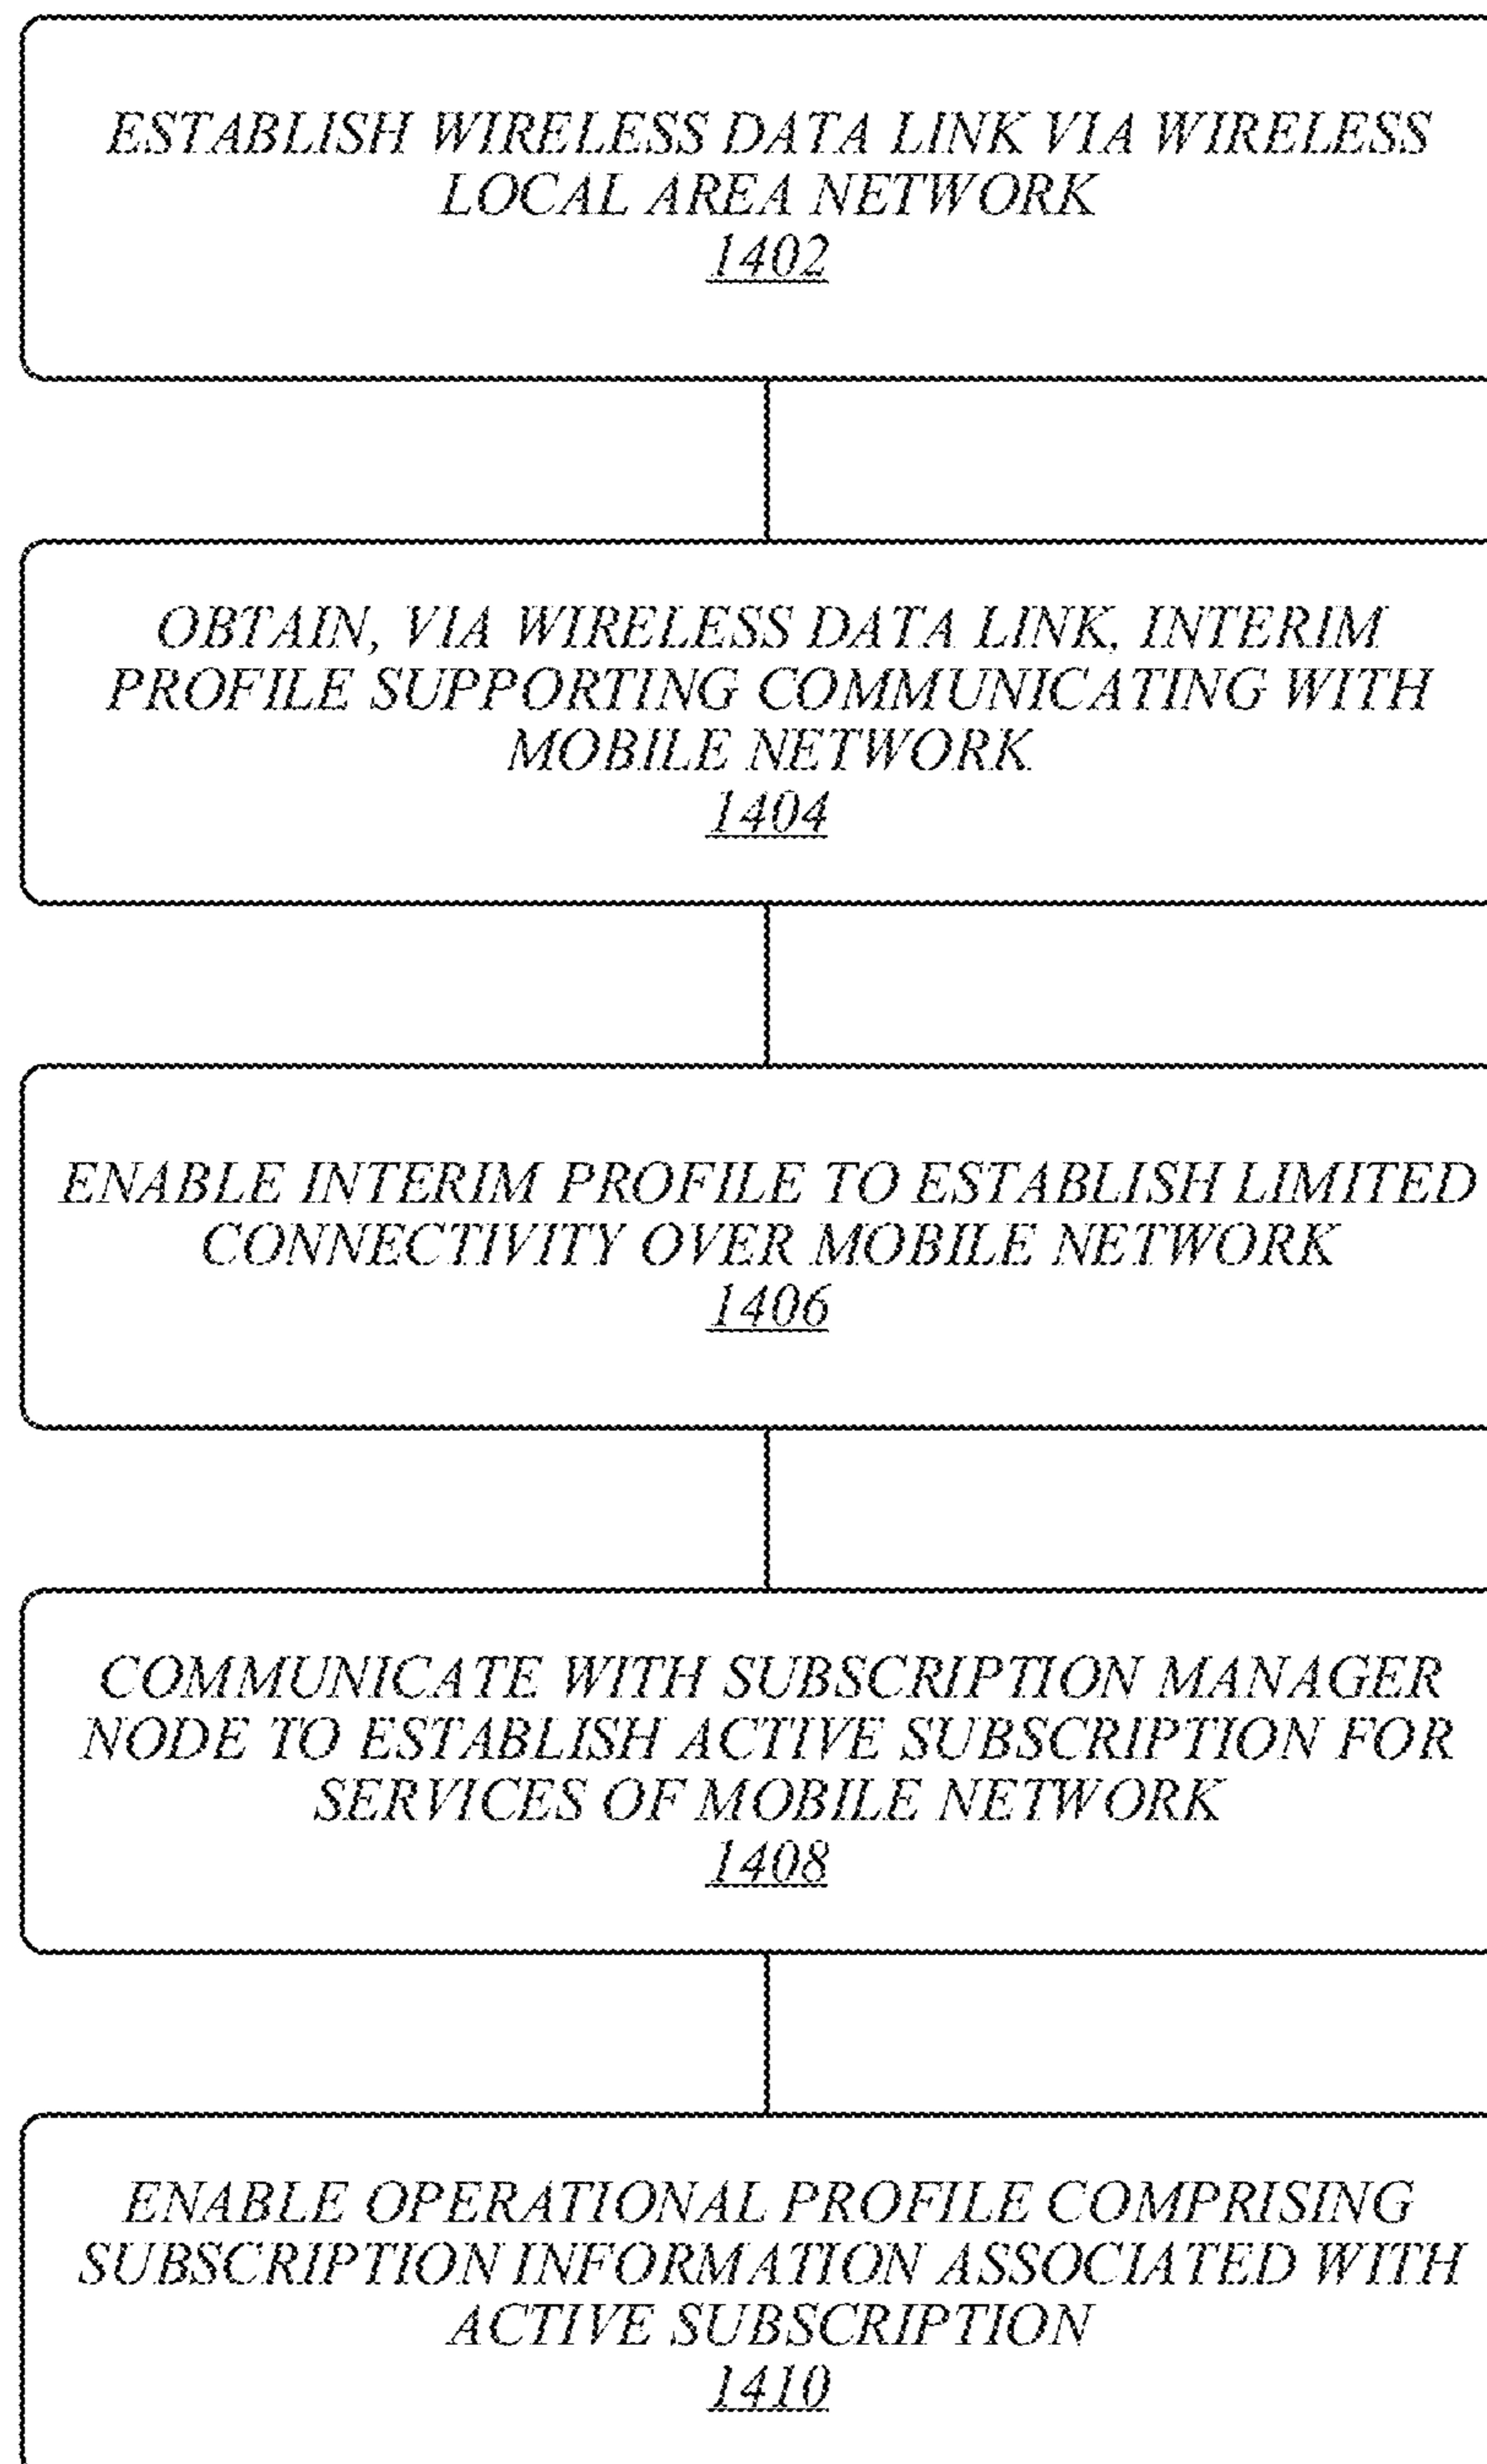 ESTABLISH WIRELESS DATA LINK VIA WIRELESS
LOCAL AREA NETWORK
1402
OBTAIN, VIA WIRELESS DATA LINK, INTERIM
PROFILE SUPPORTING COMMUNICATING WITH
MOBILE NETWORK
1404
ENABLE INTERIM PROFILE TO ESTABLISH LIMITED
CONNECTIVITY OVER MOBILE NETWORK
1406
COMMUNICATE WITH SUBSCRIPTION MANAGER
NODE TO ESTABLISH ACTIVE SUBSCRIPTION FOR
SERVICES OF MOBILE NETWORK
1408
ENABLE OPERATIONAL PROFILE COMPRISING
SUBSCRIPTION INFORMATION ASSOCIATED WITH
ACTIVE SUBSCRIPTION
1410